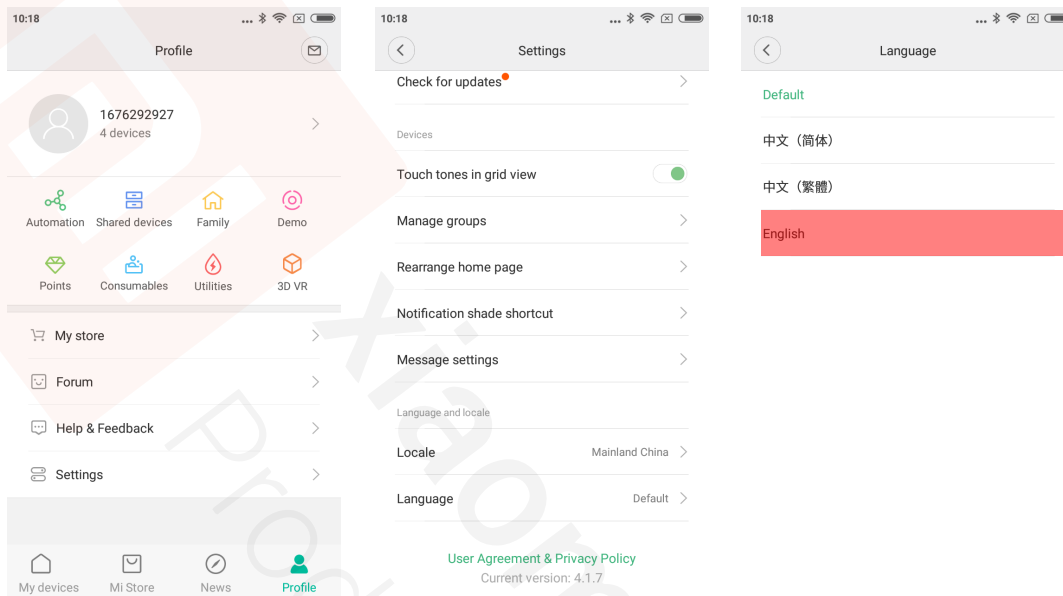 10:18
Profile
1676292927
4 devices
Automation Shared devices Family Demo
Points Consumables Utilities 3D VR
My store
Forum
Help & Feedback
Settings
My devices Mi Store News Profile
10:18
Settings
Check for updates
Devices
Touch tones in grid view
Manage groups
Rearrange home page
Notification shade shortcut
Message settings
Language and locale
Locale Mainland China
Language Default
User Agreement & Privacy Policy
Current version: 4.1.7
10:18
Language
Default
中文（简体）
中文（繁體）
English